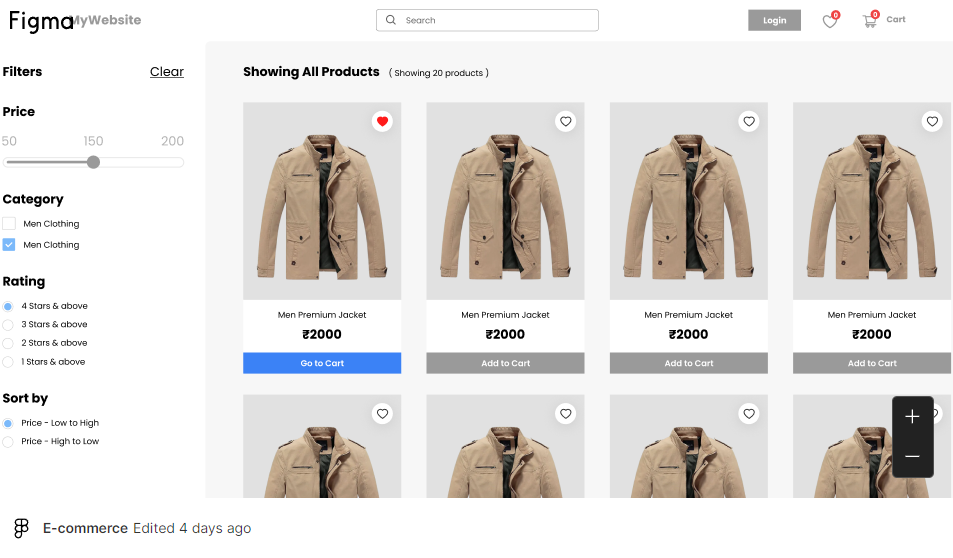 Figma
MyWebsite
Search
Login
0
0
Cart
Filters
Clear
Price
50 150 200
Category
Men Clothing
Men Clothing
Rating
4 Stars & above
3 Stars & above
2 Stars & above
1 Stars & above
Sort by
Price - Low to High
Price - High to Low
Showing All Products ( Showing 20 products )
Men Premium Jacket
₹2000
Go to Cart
Men Premium Jacket
₹2000
Add to Cart
Men Premium Jacket
₹2000
Add to Cart
Men Premium Jacket
₹2000
Add to Cart
E-commerce Edited 4 days ago